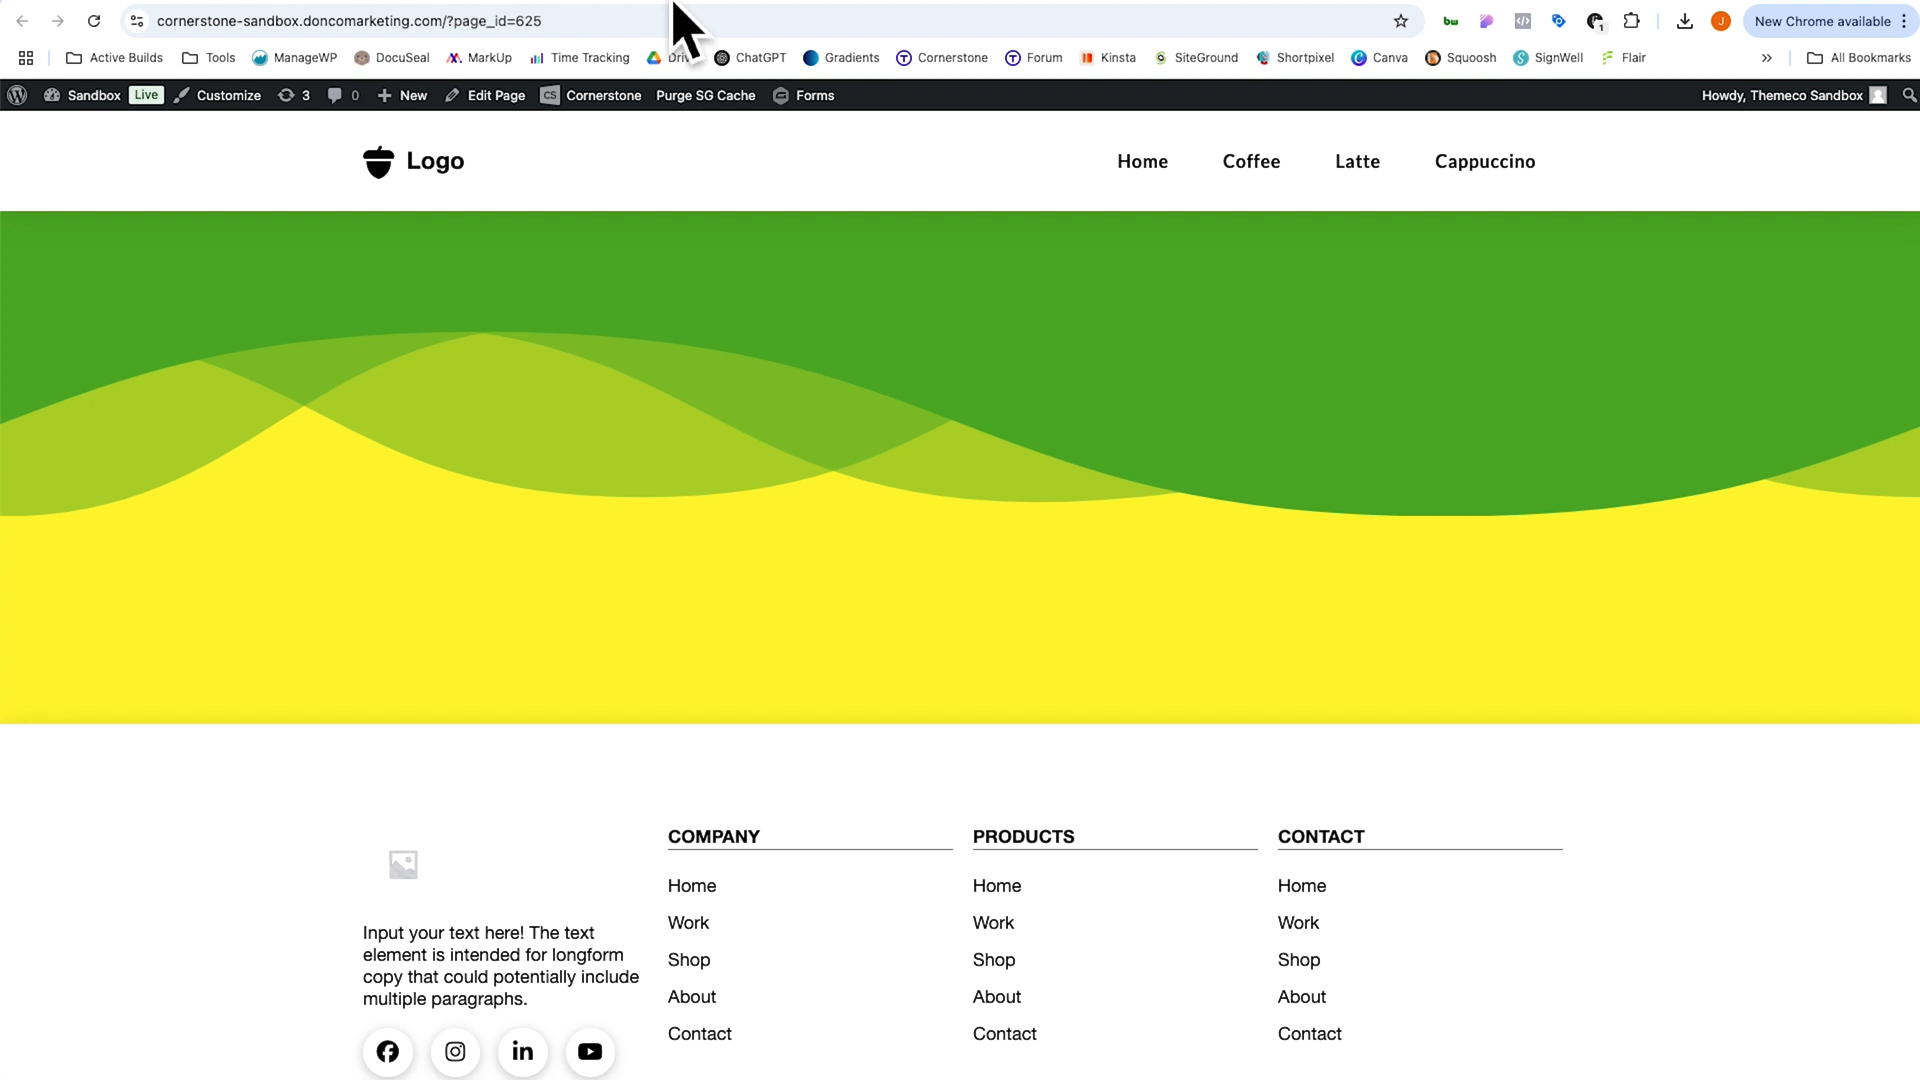 cornerstone-sandbox.doncomarketing.com/?page_id=625
bw
1
J
New Chrome available
Active Builds
Tools
ManageWP
DocuSeal
MarkUp
Time Tracking
ChatGPT
Gradients
Cornerstone
Forum
Kinsta
SiteGround
Shortpixel
Canva
Squoosh
SignWell
Flair
All Bookmarks
Sandbox Live
Customize
3
0
New
Edit Page
CS Cornerstone
Purge SG Cache
Forms
Howdy, Themeco Sandbox
Logo
Home
Coffee
Latte
Cappuccino
Input your text here! The text
element is intended for longform
copy that could potentially include
multiple paragraphs.
COMPANY
Home
Work
Shop
About
Contact
PRODUCTS
Home
Work
Shop
About
Contact
CONTACT
Home
Work
Shop
About
Contact